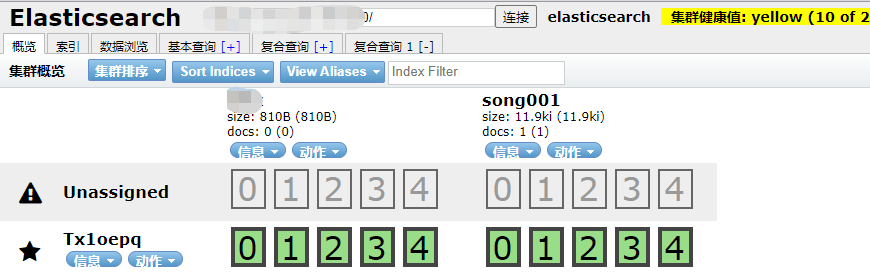 Elasticsearch 0/ 连接 elasticsearch 集群健康值: yellow (10 of 2
概览 索引 数据浏览 基本查询 [+] 复合查询 [+] 复合查询 1 [-]
集群概览 集群排序 Sort Indices View Aliases Index Filter
song001
size: 810B (810B) size: 11.9ki (11.9ki)
docs: 0 (0) docs: 1 (1)
信息 动作 信息 动作
Unassigned 0 1 2 3 4 0 1 2 3 4
Tx1oepq 0 1 2 3 4 0 1 2 3 4
信息 动作